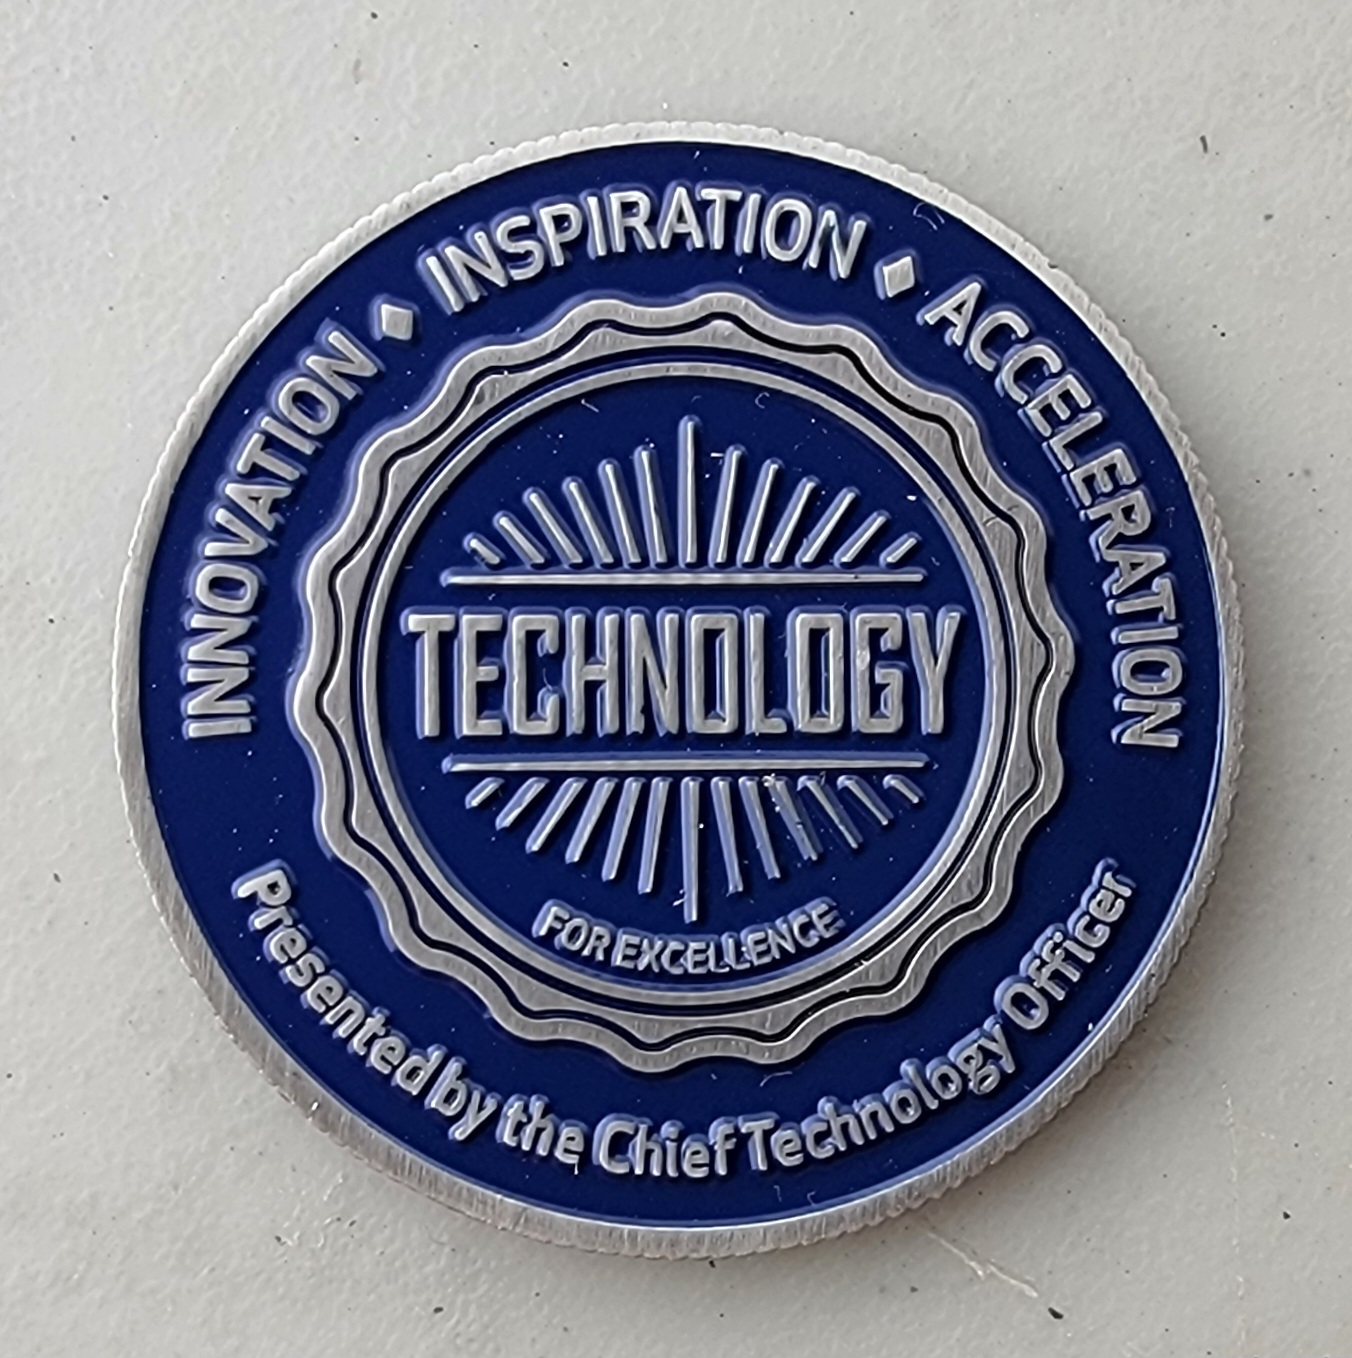 INNOVATION ◆ INSPIRATION ◆ ACCELERATION
TECHNOLOGY
FOR EXCELLENCE
Presented by the Chief Technology Officer